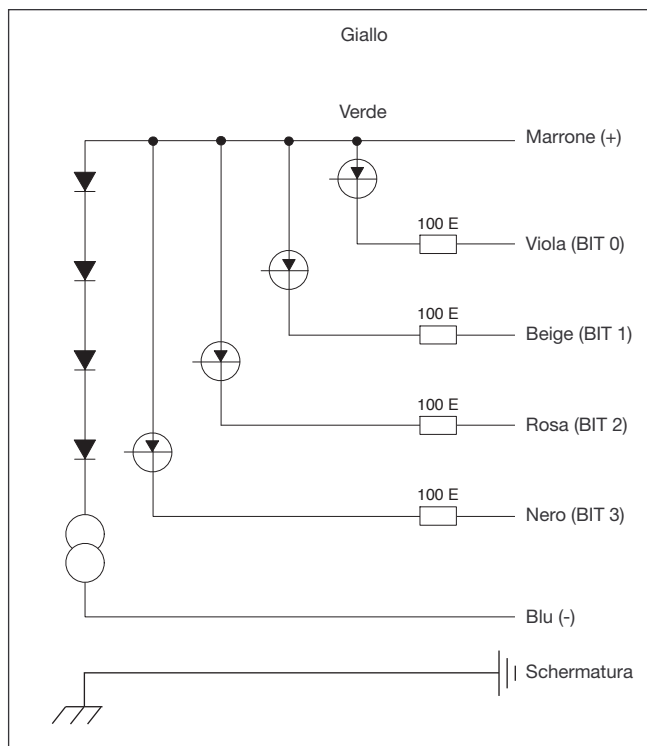 Giallo
Verde
Marrone (+)
100 E
Viola (BIT 0)
100 E
Beige (BIT 1)
100 E
Rosa (BIT 2)
100 E
Nero (BIT 3)
Blu (-)
Schermatura